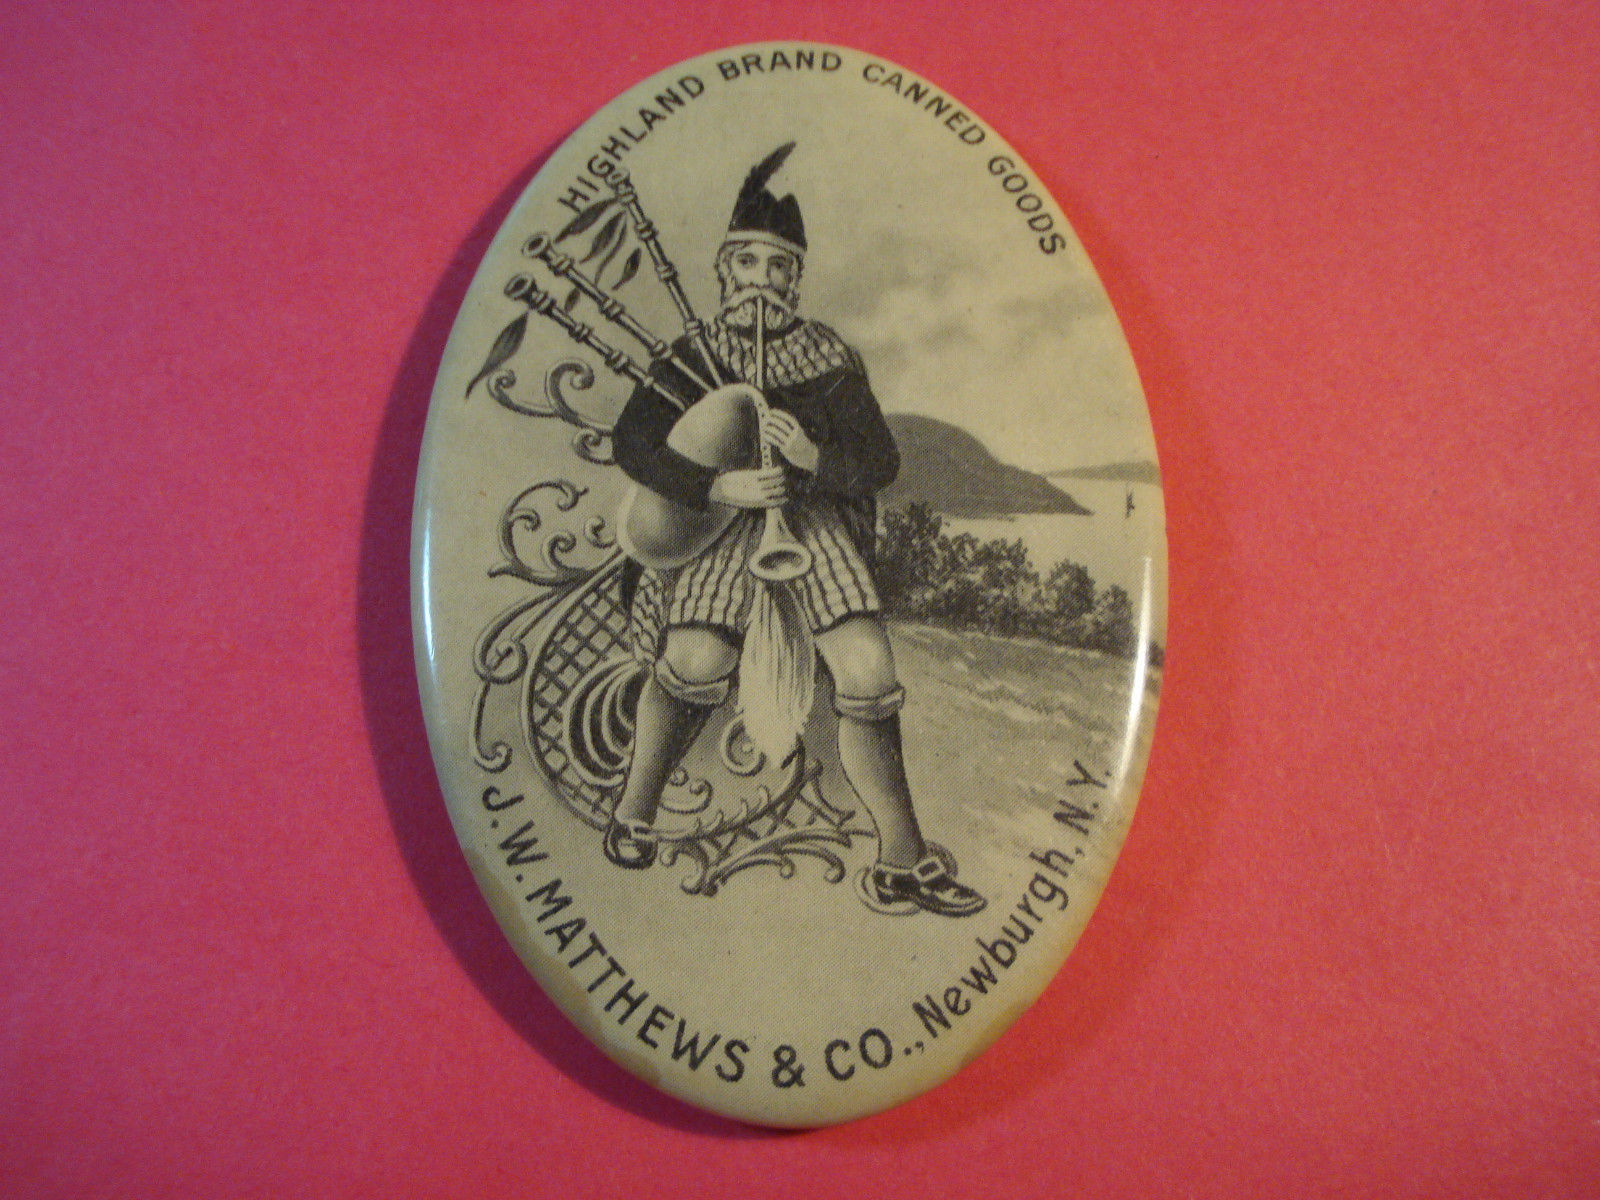 HIGHLAND BRAND CANNED GOODS
J. W. MATTHEWS & CO., Newburgh, N.Y.